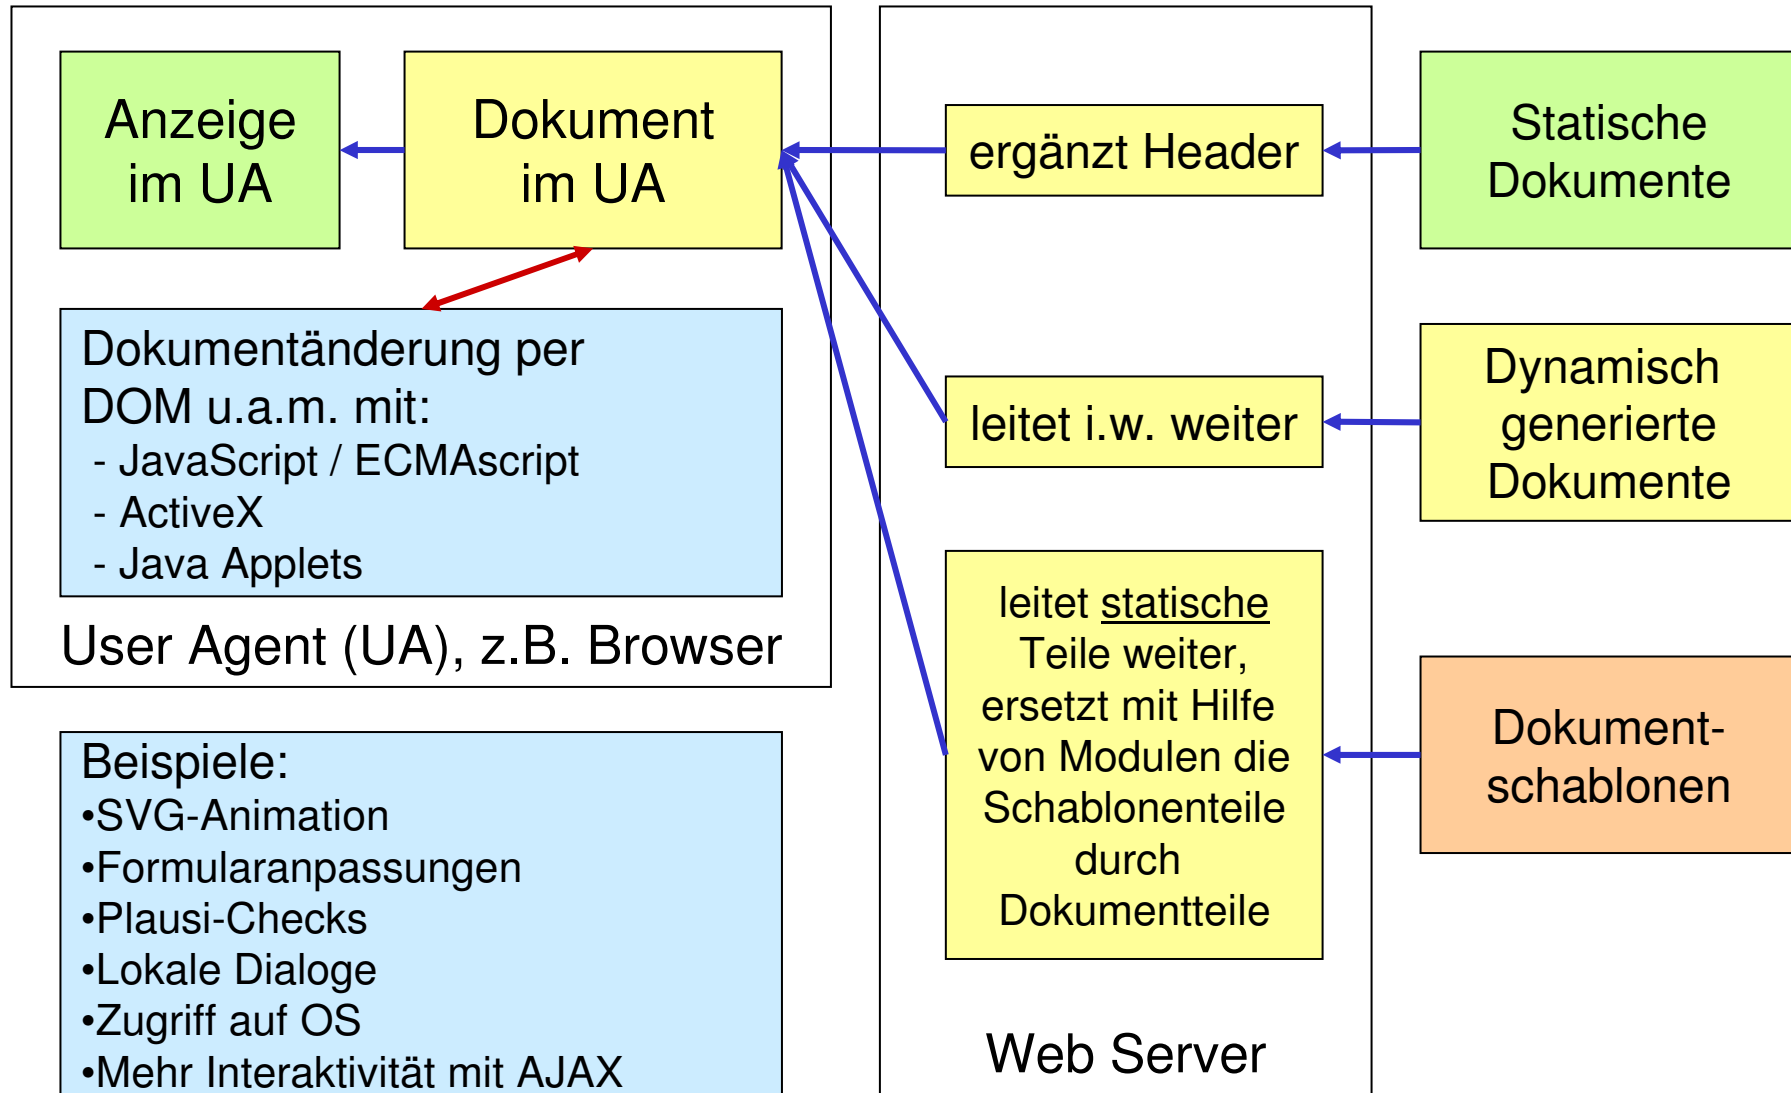 Anzeige
im UA
Dokument
im UA
Dokumentänderung per
DOM u.a.m. mit:
- JavaScript / ECMAscript
- ActiveX
- Java Applets
User Agent (UA), z.B. Browser
Beispiele:
•SVG-Animation
•Formularanpassungen
•Plausi-Checks
•Lokale Dialoge
•Zugriff auf OS
•Mehr Interaktivität mit AJAX
ergänzt Header
leitet i.w. weiter
leitet statische
Teile weiter,
ersetzt mit Hilfe
von Modulen die
Schablonenteile
durch
Dokumentteile
Web Server
Statische
Dokumente
Dynamisch
generierte
Dokumente
Dokument-
schablonen